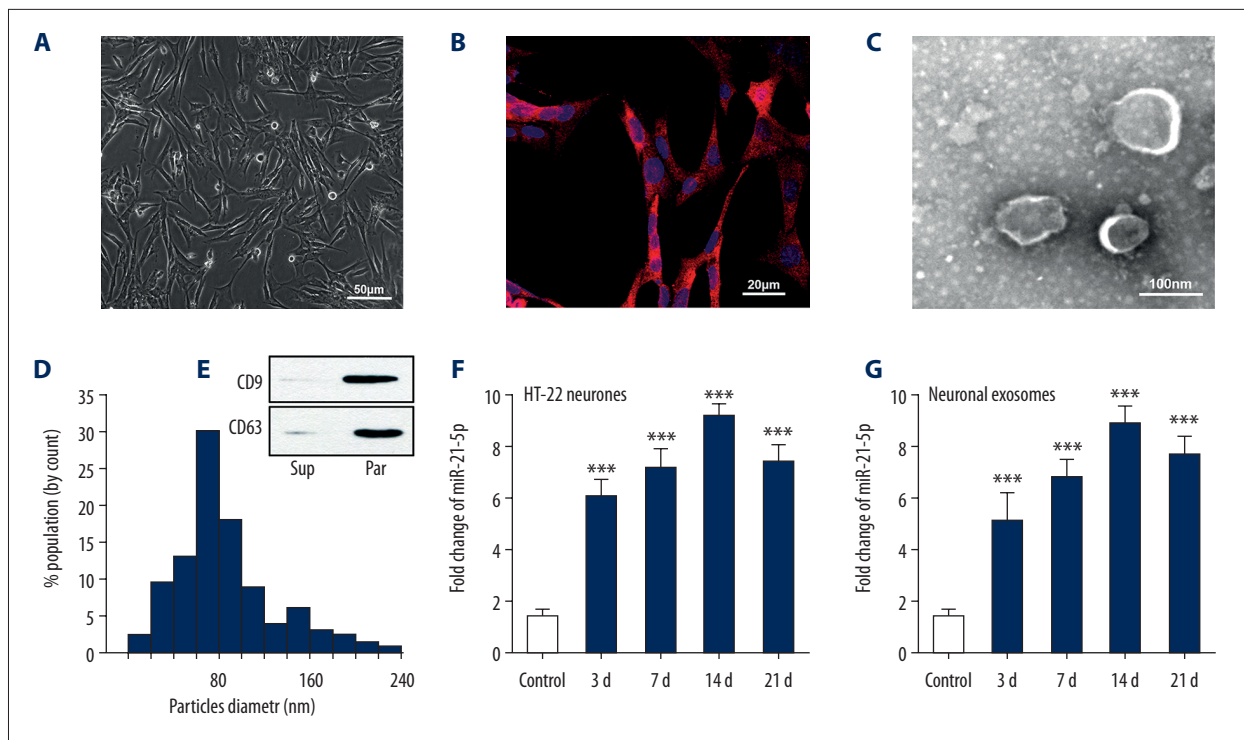 A
B
C
50µm
20µm
100nm
D
E
F
G
CD9
CD63
Sup Par
% population (by count)
35
30
25
20
15
10
5
0
80 160 240
Particles diametr (nm)
HT-22 neurones
Fold change of miR-21-5p
10
8
6
4
2
0
***
***
***
***
Control 3 d 7 d 14 d 21 d
Neuronal exosomes
Fold change of miR-21-5p
10
8
6
4
2
0
***
***
***
***
Control 3 d 7 d 14 d 21 d